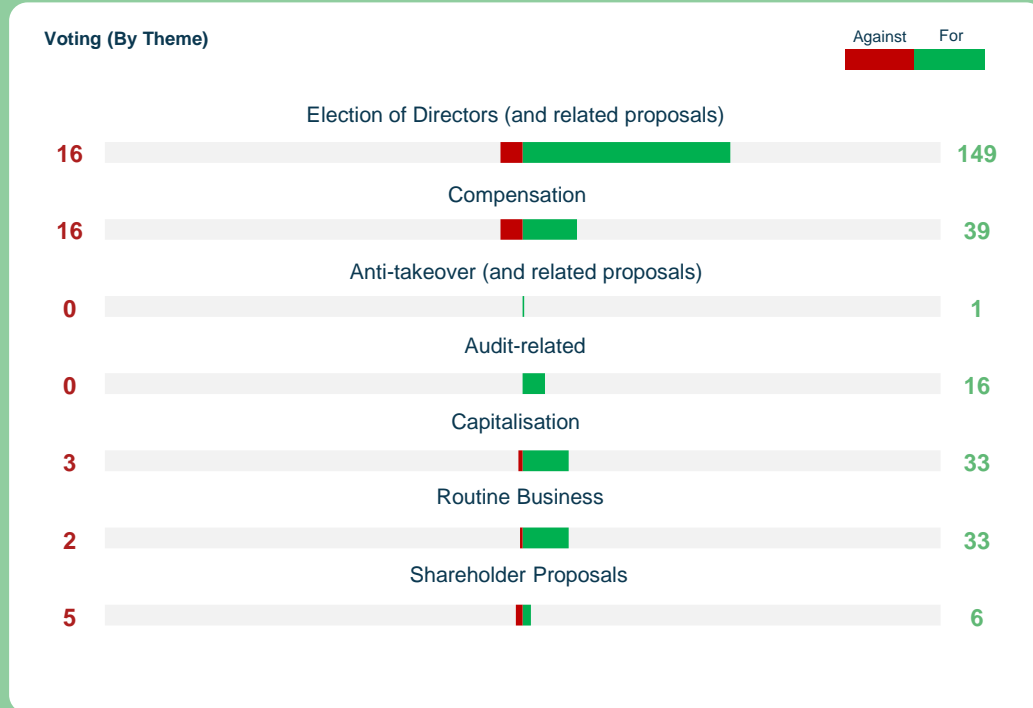 Voting (By Theme)
Against For
Election of Directors (and related proposals)
16 149
Compensation
16 39
Anti-takeover (and related proposals)
0 1
Audit-related
0 16
Capitalisation
3 33
Routine Business
2 33
Shareholder Proposals
5 6